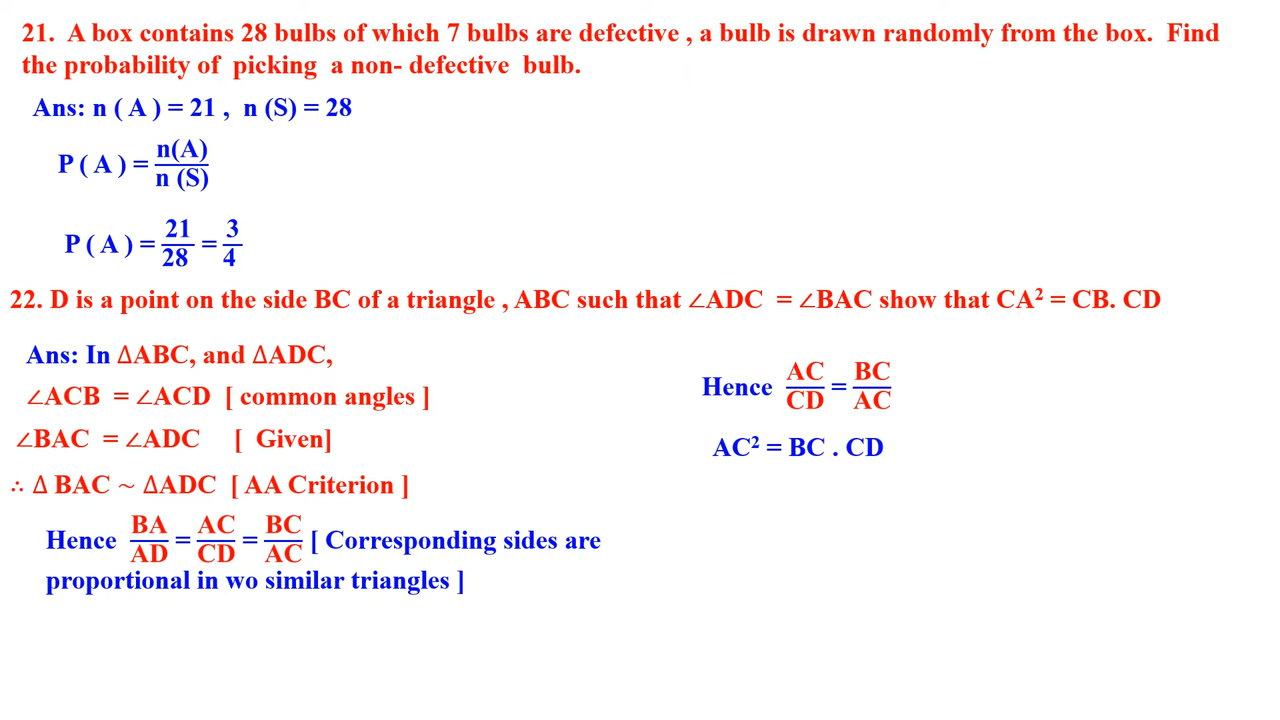 21. A box contains 28 bulbs of which 7 bulbs are defective , a bulb is drawn randomly from the box. Find
the probability of picking a non- defective bulb.
Ans: n ( A ) = 21 , n (S) = 28
P ( A ) = n(A)/n (S)
P ( A ) = 21/28 = 3/4
22. D is a point on the side BC of a triangle , ABC such that ∠ADC = ∠BAC show that CA² = CB. CD
Ans: In ∆ABC, and ∆ADC,
∠ACB = ∠ACD [ common angles ]
∠BAC = ∠ADC [ Given]
∴ ∆ BAC ~ ∆ADC [ AA Criterion ]
Hence BA/AD = AC/CD = BC/AC [ Corresponding sides are
proportional in wo similar triangles ]
Hence AC/CD = BC/AC
AC² = BC . CD